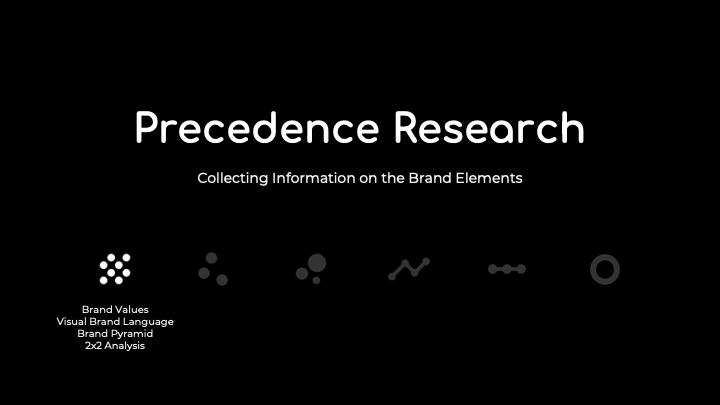 Precedence Research
Collecting Information on the Brand Elements
Brand Values
Visual Brand Language
Brand Pyramid
2x2 Analysis